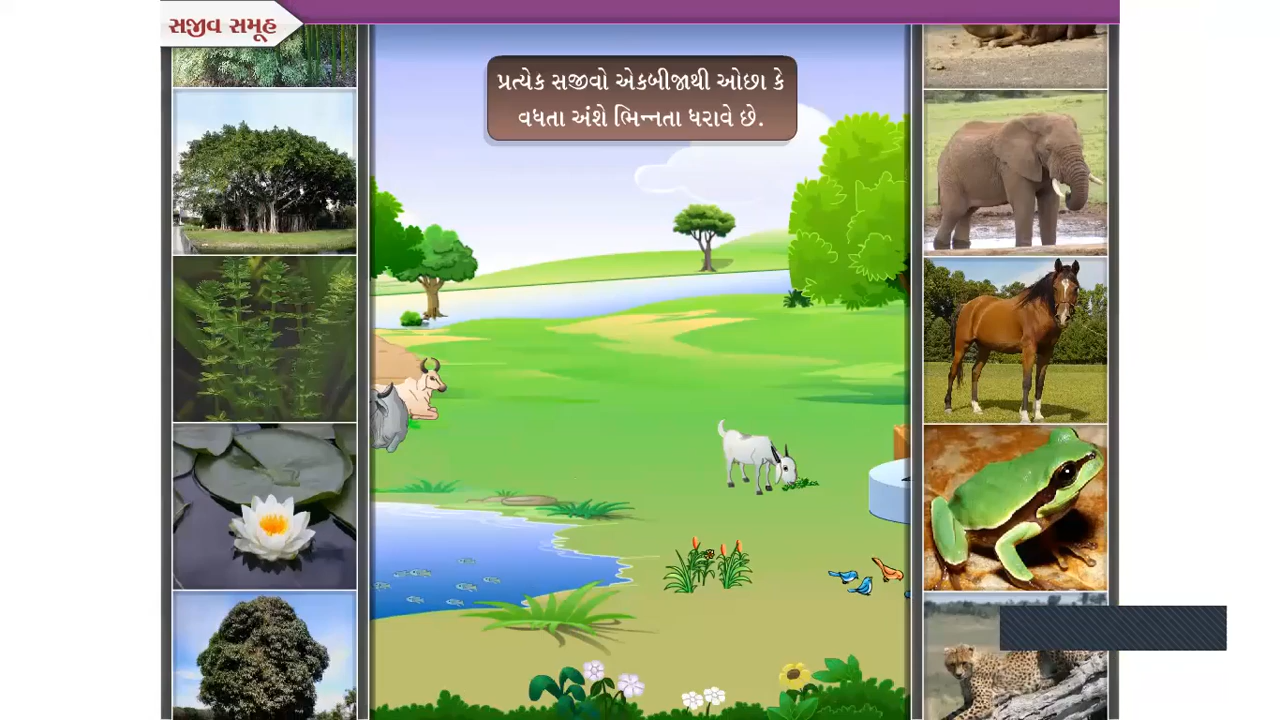 સજીવ સમૂહ
પ્રત્યેક સજીવો એકબીજાથી ઓછા કે
વધતા અંશે ભિન્નતા ધરાવે છે.